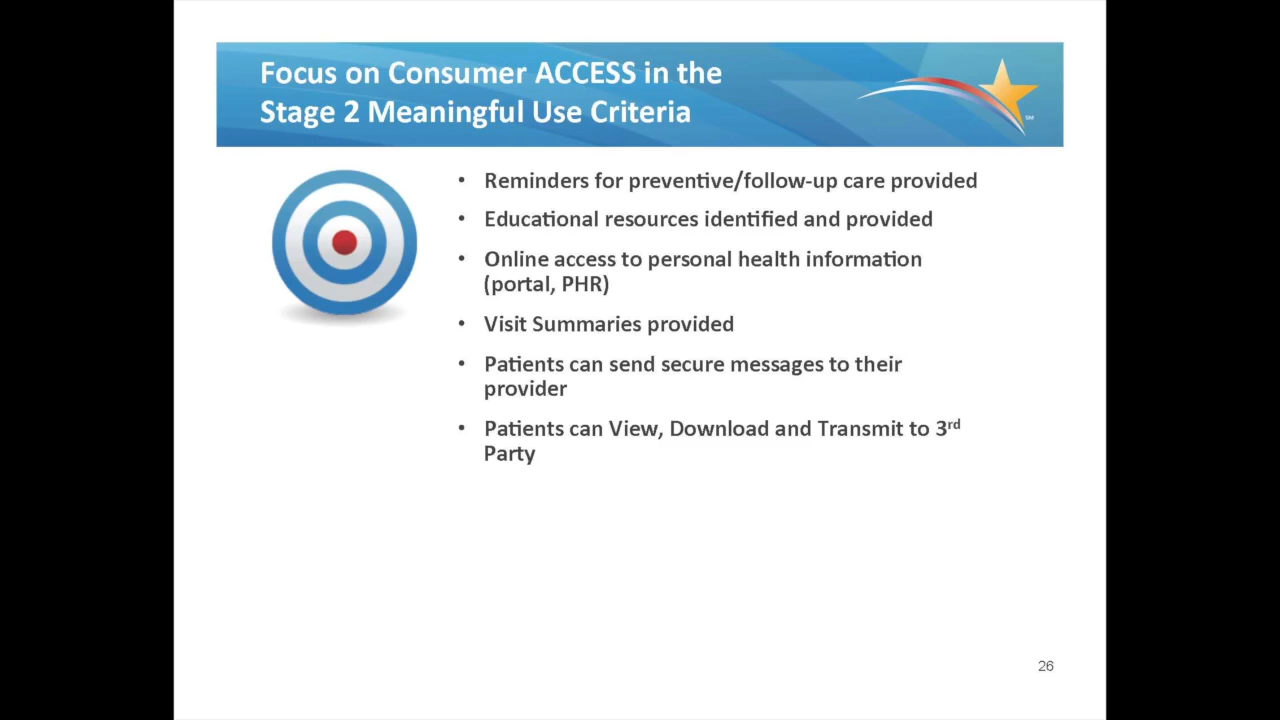 Focus on Consumer ACCESS in the
Stage 2 Meaningful Use Criteria
SM
• Reminders for preventive/follow-up care provided
• Educational resources identified and provided
• Online access to personal health information
(portal, PHR)
• Visit Summaries provided
• Patients can send secure messages to their
provider
• Patients can View, Download and Transmit to 3rd
Party
26